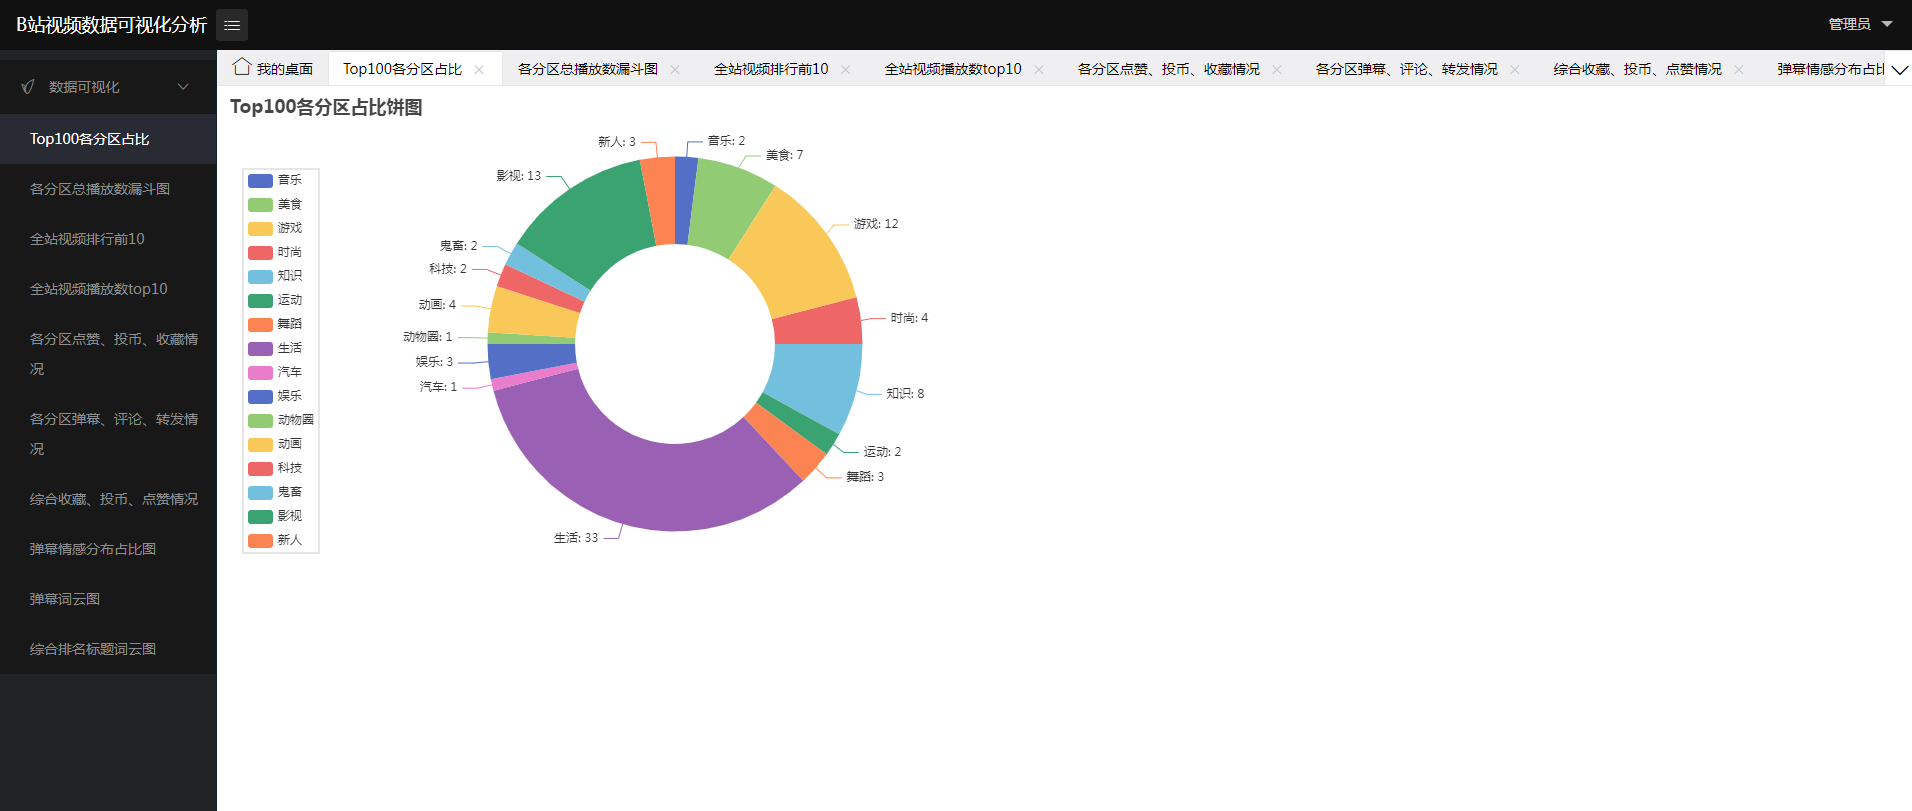 B站视频数据可视化分析
管理员
数据可视化
Top100各分区占比
各分区总播放数漏斗图
全站视频排行前10
全站视频播放数top10
各分区点赞、投币、收藏情
况
各分区弹幕、评论、转发情
况
综合收藏、投币、点赞情况
弹幕情感分布占比图
弹幕词云图
综合排名标题词云图
我的桌面
Top100各分区占比
各分区总播放数漏斗图
全站视频排行前10
全站视频播放数top10
各分区点赞、投币、收藏情况
各分区弹幕、评论、转发情况
综合收藏、投币、点赞情况
弹幕情感分布占比
Top100各分区占比饼图
音乐
美食
游戏
时尚
知识
运动
舞蹈
生活
汽车
娱乐
动物圈
动画
科技
鬼畜
影视
新人
新人: 3
音乐: 2
美食: 7
影视: 13
游戏: 12
鬼畜: 2
科技: 2
动画: 4
时尚: 4
动物圈: 1
娱乐: 3
汽车: 1
知识: 8
运动: 2
舞蹈: 3
生活: 33